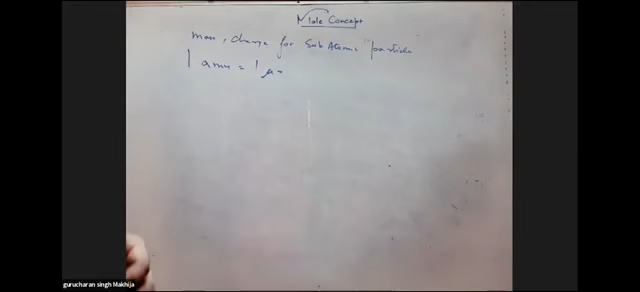 Mole Concept
mass, charge for Sub Atomic particle
1 amu = 1 μ =
gurucharan singh Makhija